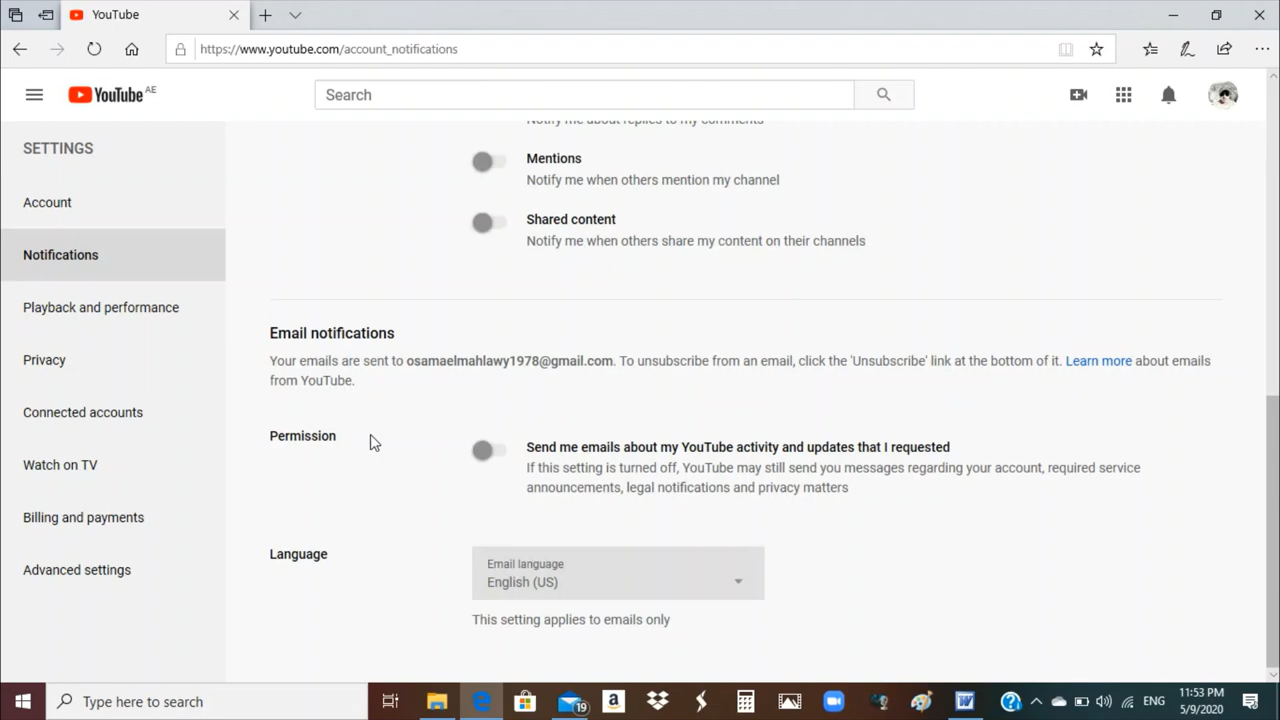 YouTube
https://www.youtube.com/account_notifications
YouTube AE
Search
SETTINGS
Account
Notifications
Playback and performance
Privacy
Connected accounts
Watch on TV
Billing and payments
Advanced settings
Notify me about replies to my comments
Mentions
Notify me when others mention my channel
Shared content
Notify me when others share my content on their channels
Email notifications
Your emails are sent to osamaelmahlawy1978@gmail.com. To unsubscribe from an email, click the 'Unsubscribe' link at the bottom of it. Learn more about emails
from YouTube.
Permission
Send me emails about my YouTube activity and updates that I requested
If this setting is turned off, YouTube may still send you messages regarding your account, required service
announcements, legal notifications and privacy matters
Language
Email language
English (US)
This setting applies to emails only
Type here to search
19
ENG
11:53 PM
5/9/2020